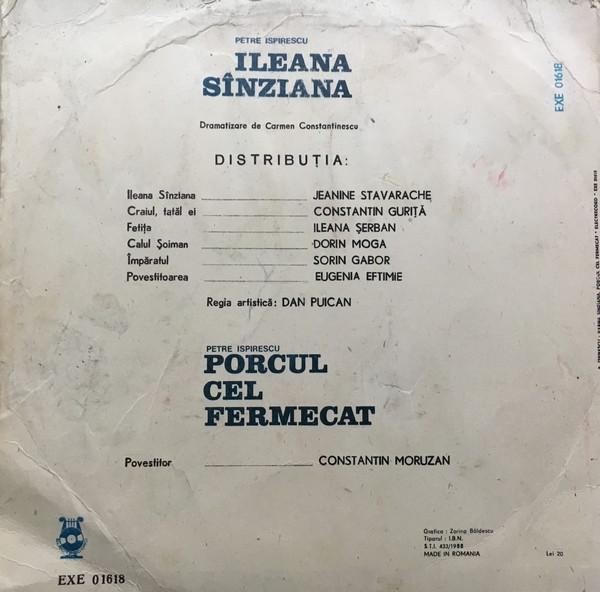 PETRE ISPIRESCU
ILEANA
SÎNZIANA
EXE 01618
Dramatizare de Carmen Constantinescu
DISTRIBUȚIA:
Ileana Sînziana JEANINE STAVARACHE
Craiul, tatăl ei CONSTANTIN GURIȚĂ
Fetița ILEANA ȘERBAN
Calul Șoiman DORIN MOGA
Împăratul SORIN GABOR
Povestitoarea EUGENIA EFTIMIE
Regia artistică: DAN PUICAN
PETRE ISPIRESCU
PORCUL
CEL
FERMECAT
Povestitor CONSTANTIN MORUZAN
Grafica : Zarina Băldescu
Tiparul : I.B.N.
S.T.I. 433/1988
MADE IN ROMANIA
Lei 20
EXE 01618